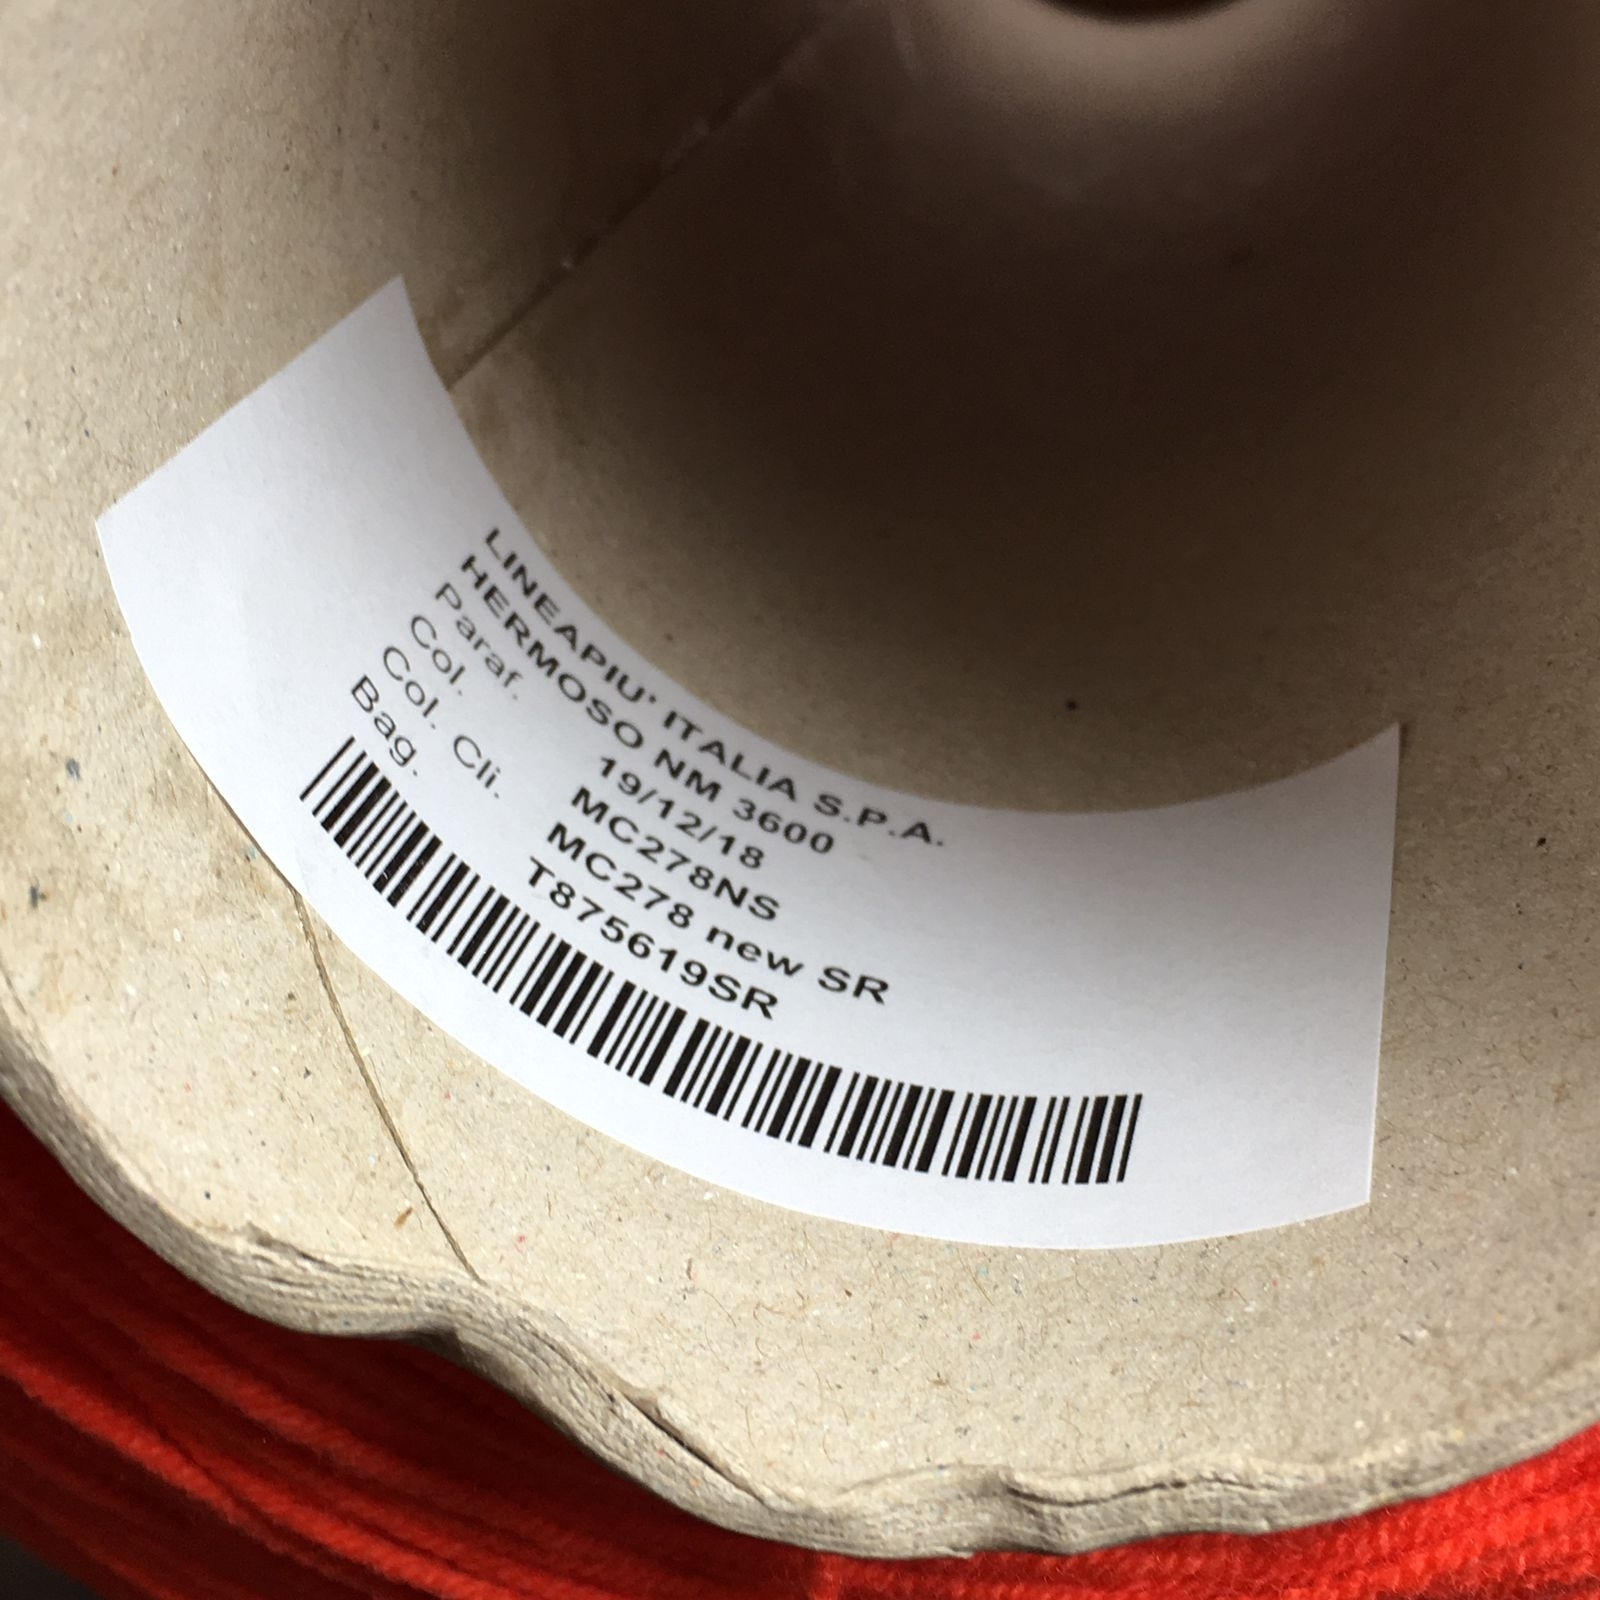 LINEAPIU' ITALIA S.P.A.
HERMOSO NM 3600
Paraf. 19/12/18
Col. MC278NS
Col. Cli. MC278 new SR
Bag. T875619SR